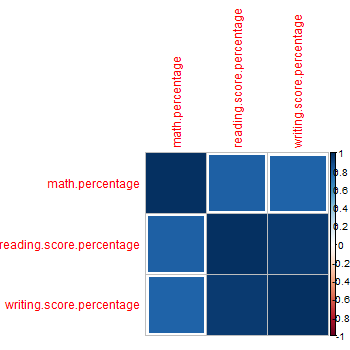 math.percentage
reading.score.percentage
writing.score.percentage
math.percentage
reading.score.percentage
writing.score.percentage
1
0.8
0.6
0.4
0.2
0
-0.2
-0.4
-0.6
-0.8
-1